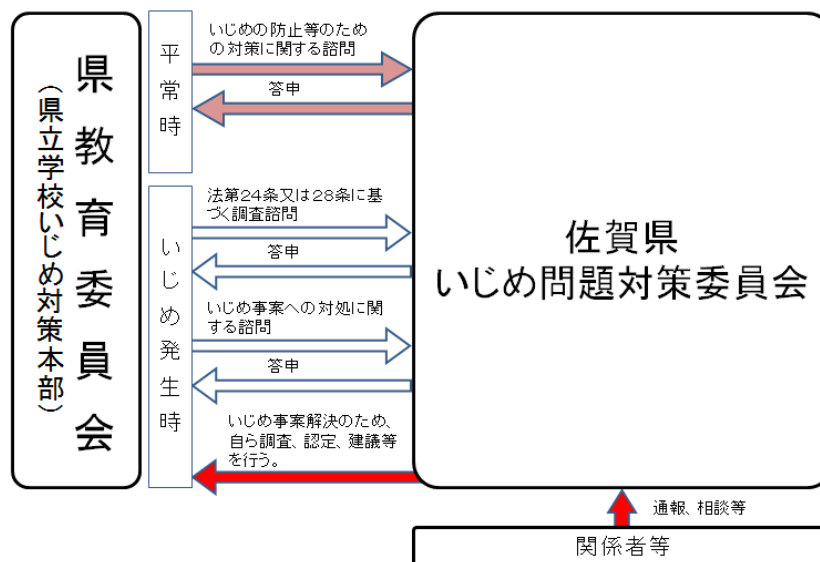 県教育委員会
（県立学校いじめ対策本部）
平常時
いじめの防止等のため
の対策に関する諮問
答申
いじめ発生時
法第24条又は28条に基
づく調査諮問
答申
いじめ事案への対処に関
する諮問
答申
いじめ事案解決のため、
自ら調査、認定、建議等
を行う。
佐賀県
いじめ問題対策委員会
通報、相談等
関係者等